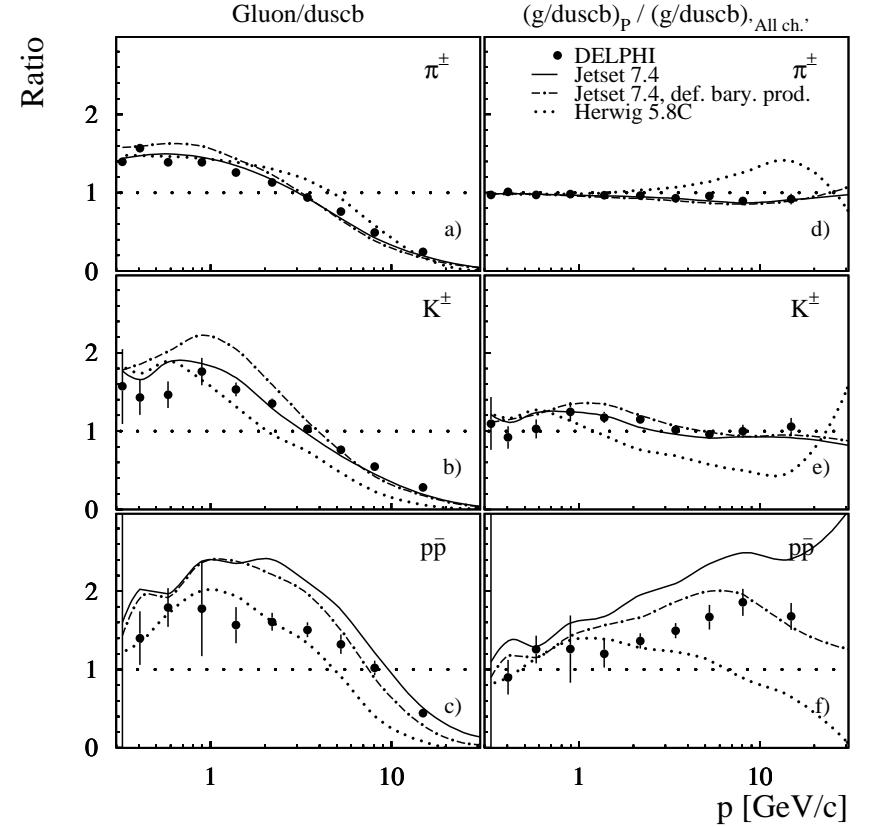 Gluon/duscb
(g/duscb)P / (g/duscb)'All ch.'
Ratio
π±
π±
DELPHI
Jetset 7.4
Jetset 7.4, def. bary. prod.
Herwig 5.8C
2
1
0
a)
d)
K±
K±
2
1
0
b)
e)
pp̄
pp̄
2
1
0
c)
f)
1
10
1
10
p [GeV/c]